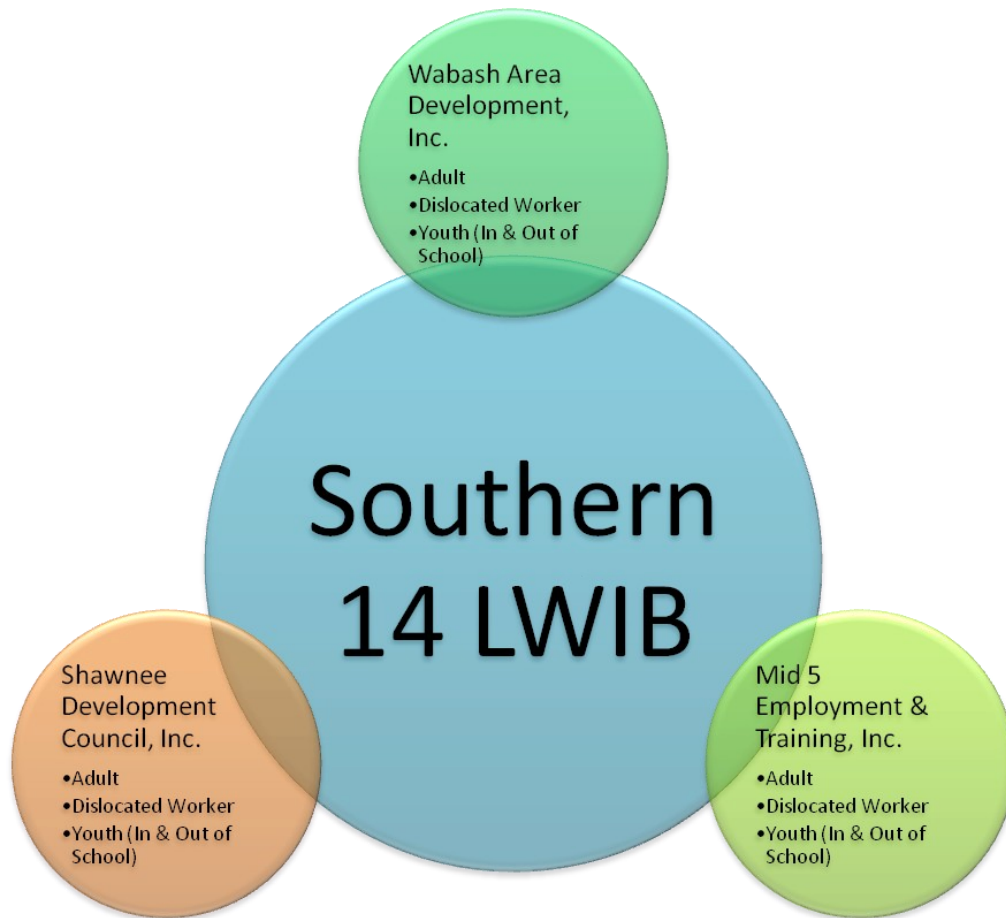 Wabash Area
Development,
Inc.
•Adult
•Dislocated Worker
•Youth (In & Out of
School)
Southern
14 LWIB
Shawnee
Development
Council, Inc.
•Adult
•Dislocated Worker
•Youth (In & Out of
School)
Mid 5
Employment &
Training, Inc.
•Adult
•Dislocated Worker
•Youth (In & Out of
School)